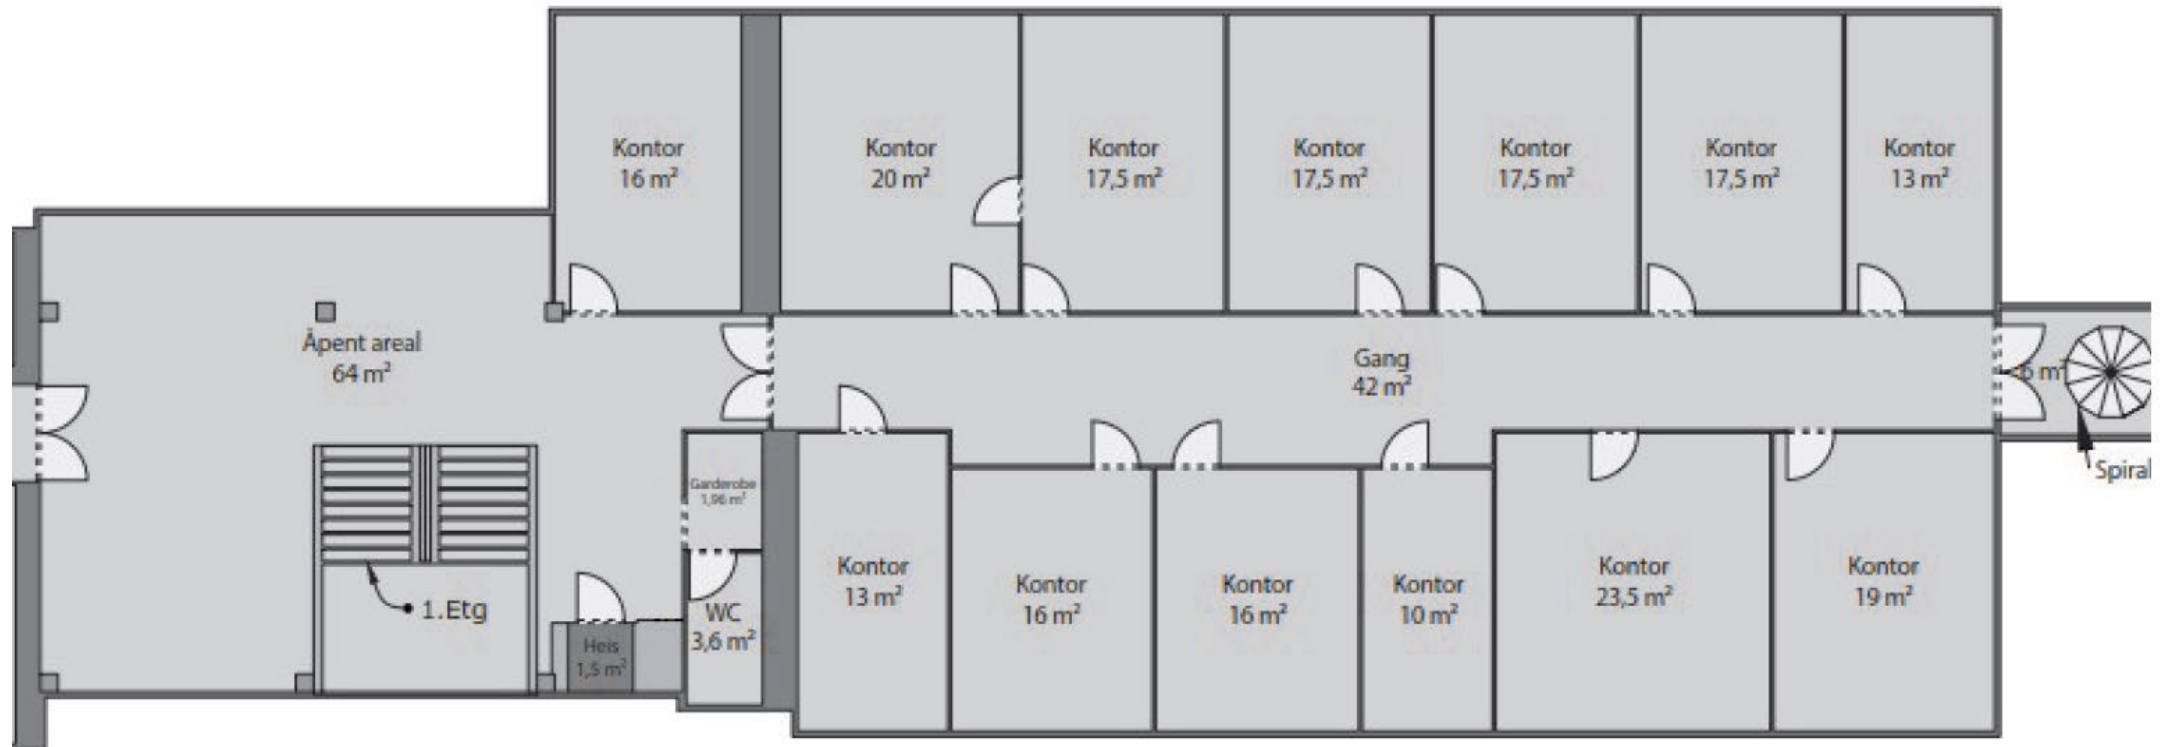 Kontor
16 m²
Kontor
20 m²
Kontor
17,5 m²
Kontor
17,5 m²
Kontor
17,5 m²
Kontor
17,5 m²
Kontor
13 m²
Åpent areal
64 m²
Gang
42 m²
6 m²
Spiral
Garderobe
1,96 m²
1.Etg
WC
3,6 m²
Heis
1,5 m²
Kontor
13 m²
Kontor
16 m²
Kontor
16 m²
Kontor
10 m²
Kontor
23,5 m²
Kontor
19 m²